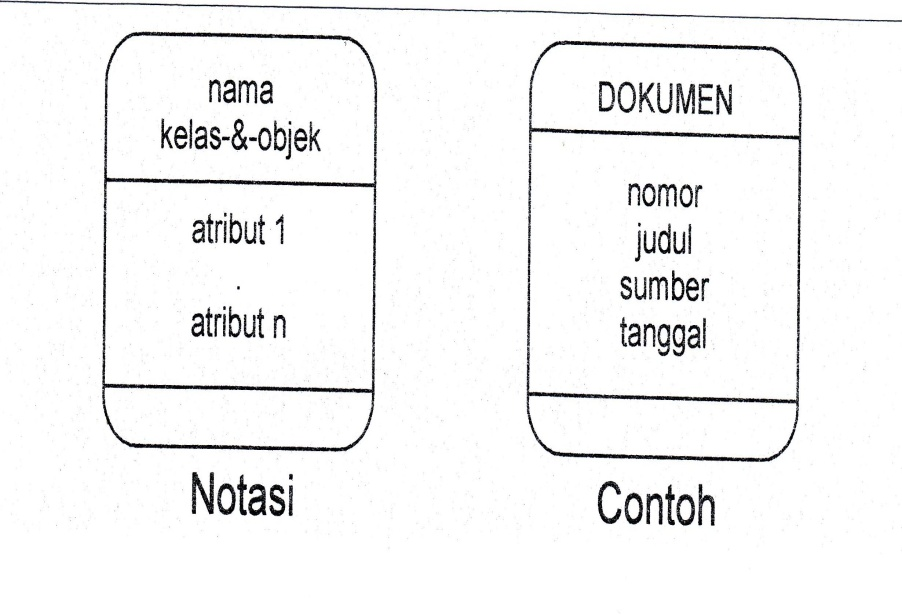 nama
kelas-&-objek
atribut 1
.
atribut n
Notasi
DOKUMEN
nomor
judul
sumber
tanggal
Contoh